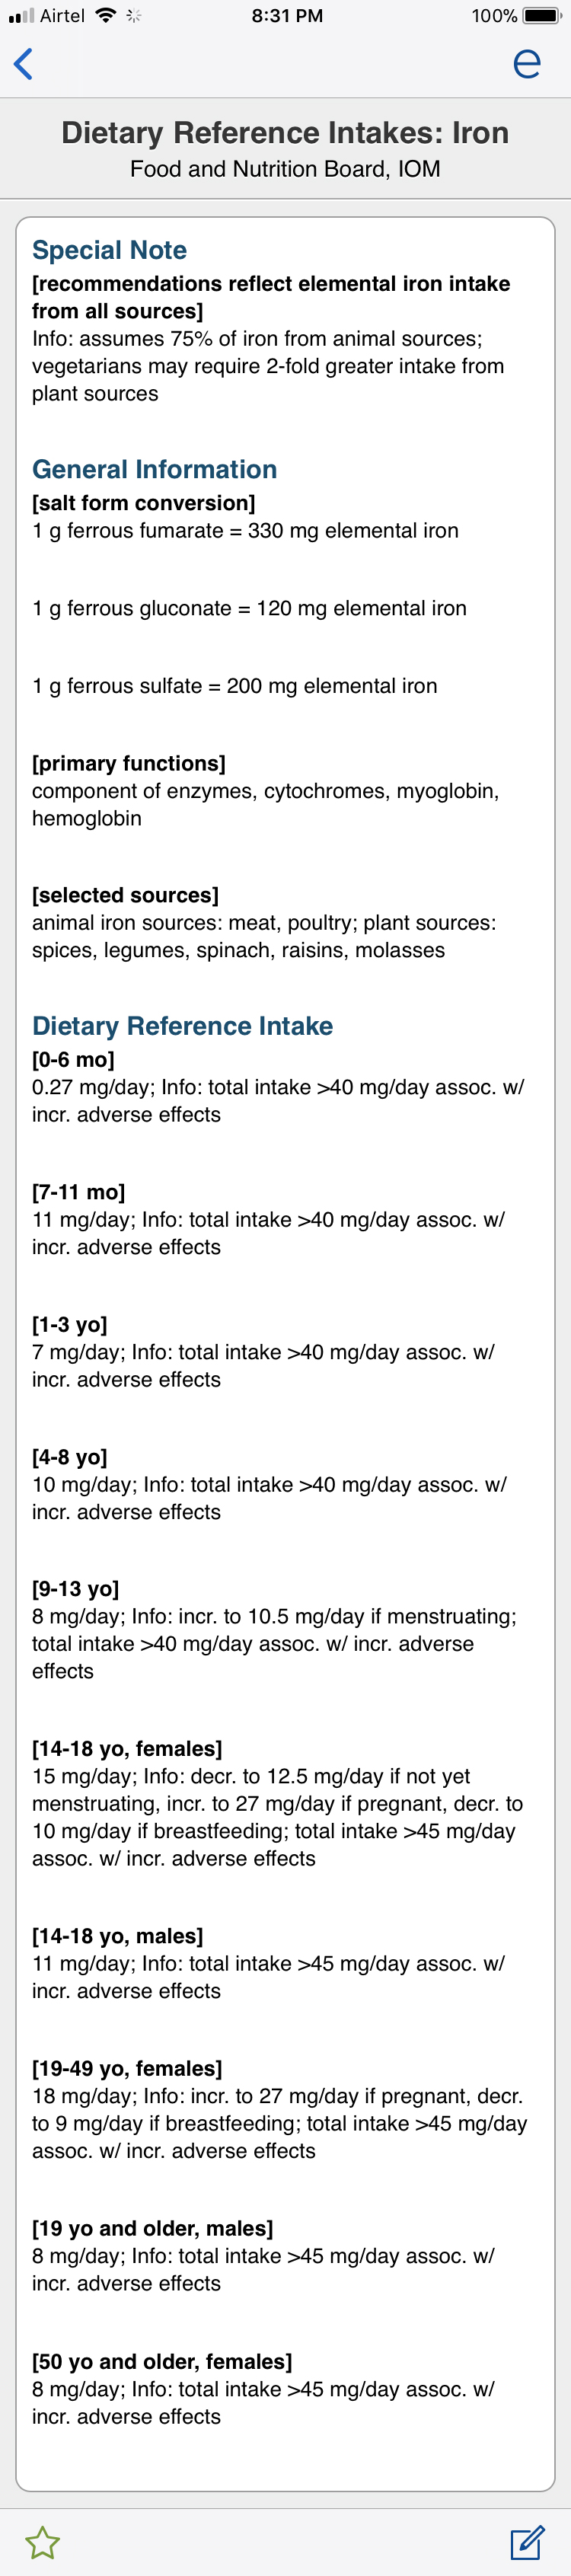 Airtel
8:31 PM
100%
e
Dietary Reference Intakes: Iron
Food and Nutrition Board, IOM
Special Note
[recommendations reflect elemental iron intake
from all sources]
Info: assumes 75% of iron from animal sources;
vegetarians may require 2-fold greater intake from
plant sources
General Information
[salt form conversion]
1 g ferrous fumarate = 330 mg elemental iron
1 g ferrous gluconate = 120 mg elemental iron
1 g ferrous sulfate = 200 mg elemental iron
[primary functions]
component of enzymes, cytochromes, myoglobin,
hemoglobin
[selected sources]
animal iron sources: meat, poultry; plant sources:
spices, legumes, spinach, raisins, molasses
Dietary Reference Intake
[0-6 mo]
0.27 mg/day; Info: total intake >40 mg/day assoc. w/
incr. adverse effects
[7-11 mo]
11 mg/day; Info: total intake >40 mg/day assoc. w/
incr. adverse effects
[1-3 yo]
7 mg/day; Info: total intake >40 mg/day assoc. w/
incr. adverse effects
[4-8 yo]
10 mg/day; Info: total intake >40 mg/day assoc. w/
incr. adverse effects
[9-13 yo]
8 mg/day; Info: incr. to 10.5 mg/day if menstruating;
total intake >40 mg/day assoc. w/ incr. adverse
effects
[14-18 yo, females]
15 mg/day; Info: decr. to 12.5 mg/day if not yet
menstruating, incr. to 27 mg/day if pregnant, decr. to
10 mg/day if breastfeeding; total intake >45 mg/day
assoc. w/ incr. adverse effects
[14-18 yo, males]
11 mg/day; Info: total intake >45 mg/day assoc. w/
incr. adverse effects
[19-49 yo, females]
18 mg/day; Info: incr. to 27 mg/day if pregnant, decr.
to 9 mg/day if breastfeeding; total intake >45 mg/day
assoc. w/ incr. adverse effects
[19 yo and older, males]
8 mg/day; Info: total intake >45 mg/day assoc. w/
incr. adverse effects
[50 yo and older, females]
8 mg/day; Info: total intake >45 mg/day assoc. w/
incr. adverse effects